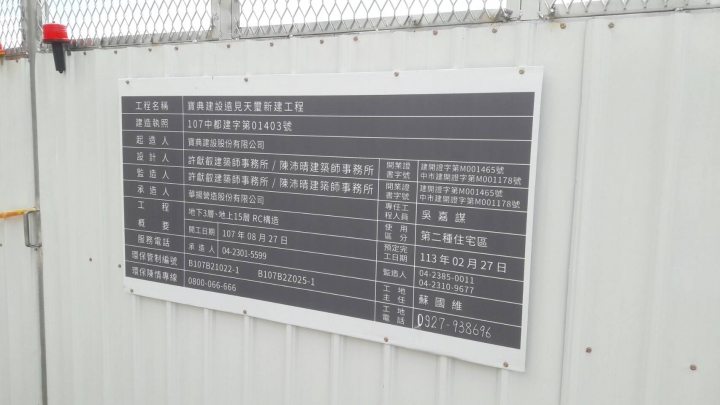 工程名稱 寶典建設遠見天璽新建工程
建造執照 107中都建字第01403號
起造人 寶典建設股份有限公司
設計人 許獻叡建築師事務所 / 陳沛晴建築師事務所 開業證書字號 建開證字第M001465號 中市建開證字第M001178號
監造人 許獻叡建築師事務所 / 陳沛晴建築師事務所 開業證書字號 建開證字第M001465號 中市建開證字第M001178號
承造人 華國營造股份有限公司 專任工程人員 吳嘉謀
工程概要 地下3層、地上15層 RC構造 使用區分 第二種住宅區
開工日期 107 年 08 月 27 日 預定完工日期 113 年 02 月 27 日
服務電話 承造人 04-2301-5599 監造人 04-2385-0011 04-2310-9677
環保管制編號 B107B21022-1 B107B2Z025-1 工地主任 蘇國維
環保陳情專線 0800-066-666 工地電話 0927-938696